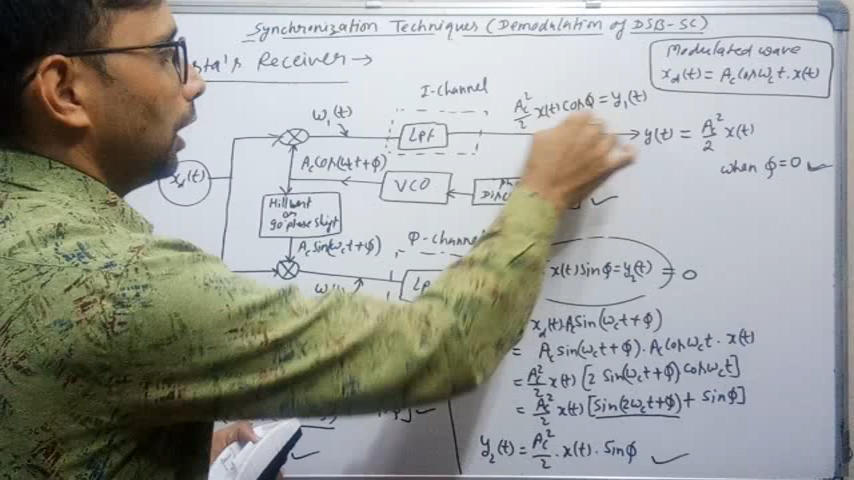 Synchronization Techniques (Demodulation of DSB-SC)
Modulated wave
x_d(t) = A_c cos ω_c t . x(t)
ta's Receiver →
I-channel
ω_1(t)
LPF
A_c²/2 x(t) cos ϕ = y_1(t)
y(t) = A_c²/2 x(t)
when ϕ=0 ✓
x_d(t)
A_c cos(ω_c t + ϕ)
VCO
Hilbert
or
90° phase shift
A_c sin(ω_c t + ϕ)
Q-channel
x(t) sin ϕ = y_2(t) = 0
x_d(t) A_c sin(ω_c t + ϕ)
= A_c sin(ω_c t + ϕ) . A_c cos ω_c t . x(t)
= A_c²/2 x(t) [2 sin(ω_c t + ϕ) cos ω_c t]
= A_c²/2 x(t) [sin(2ω_c t + ϕ) + sin ϕ]
y_2(t) = A_c²/2 . x(t) . sin ϕ ✓